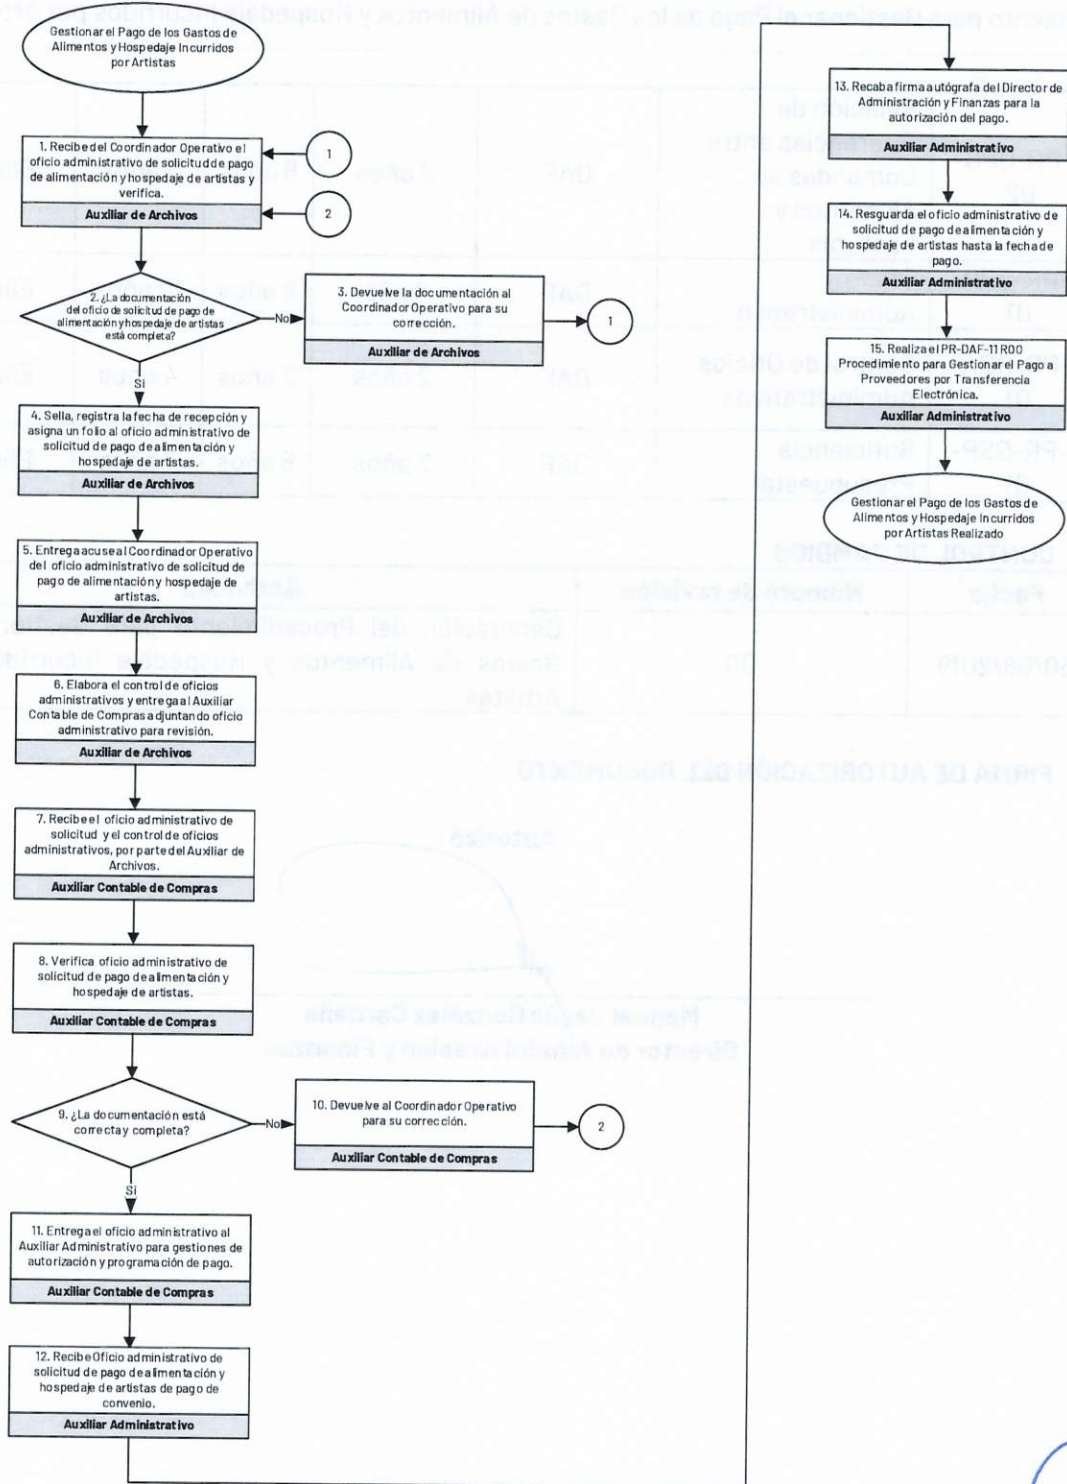 Gestionar el Pago de los Gastos de
Alimentos y Hospedaje Incurridos
por Artistas
1. Recibe del Coordinador Operativo el
oficio administrativo de solicitud de pago
de alimentación y hospedaje de artistas y
verifica.
Auxiliar de Archivos
1
2
2. ¿La documentación
del oficio de solicitud de pago de
alimentación y hospedaje de artistas
está completa?
No
3. Devuelve la documentación al
Coordinador Operativo para su
corrección.
Auxiliar de Archivos
1
Si
4. Sella, registra la fecha de recepción y
asigna un folio al oficio administrativo de
solicitud de pago de alimentación y
hospedaje de artistas.
Auxiliar de Archivos
5. Entrega acuse al Coordinador Operativo
del oficio administrativo de solicitud de
pago de alimentación y hospedaje de
artistas.
Auxiliar de Archivos
6. Elabora el control de oficios
administrativos y entrega al Auxiliar
Contable de Compras adjuntando oficio
administrativo para revisión.
Auxiliar de Archivos
7. Recibe el oficio administrativo de
solicitud y el control de oficios
administrativos, por parte del Auxiliar de
Archivos.
Auxiliar Contable de Compras
8. Verifica oficio administrativo de
solicitud de pago de alimentación y
hospedaje de artistas.
Auxiliar Contable de Compras
9. ¿La documentación está
correcta y completa?
No
10. Devuelve al Coordinador Operativo
para su corrección.
Auxiliar Contable de Compras
2
Si
11. Entrega el oficio administrativo al
Auxiliar Administrativo para gestiones de
autorización y programación de pago.
Auxiliar Contable de Compras
12. Recibe Oficio administrativo de
solicitud de pago de alimentación y
hospedaje de artistas de pago de
convenio.
Auxiliar Administrativo
13. Recaba firma autógrafa del Director de
Administración y Finanzas para la
autorización del pago.
Auxiliar Administrativo
14. Resguarda el oficio administrativo de
solicitud de pago de alimentación y
hospedaje de artistas hasta la fecha de
pago.
Auxiliar Administrativo
15. Realiza el PR-DAF-11 R00
Procedimiento para Gestionar el Pago a
Proveedores por Transferencia
Electrónica.
Auxiliar Administrativo
Gestionar el Pago de los Gastos de
Alimentos y Hospedaje Incurridos
por Artistas Realizado